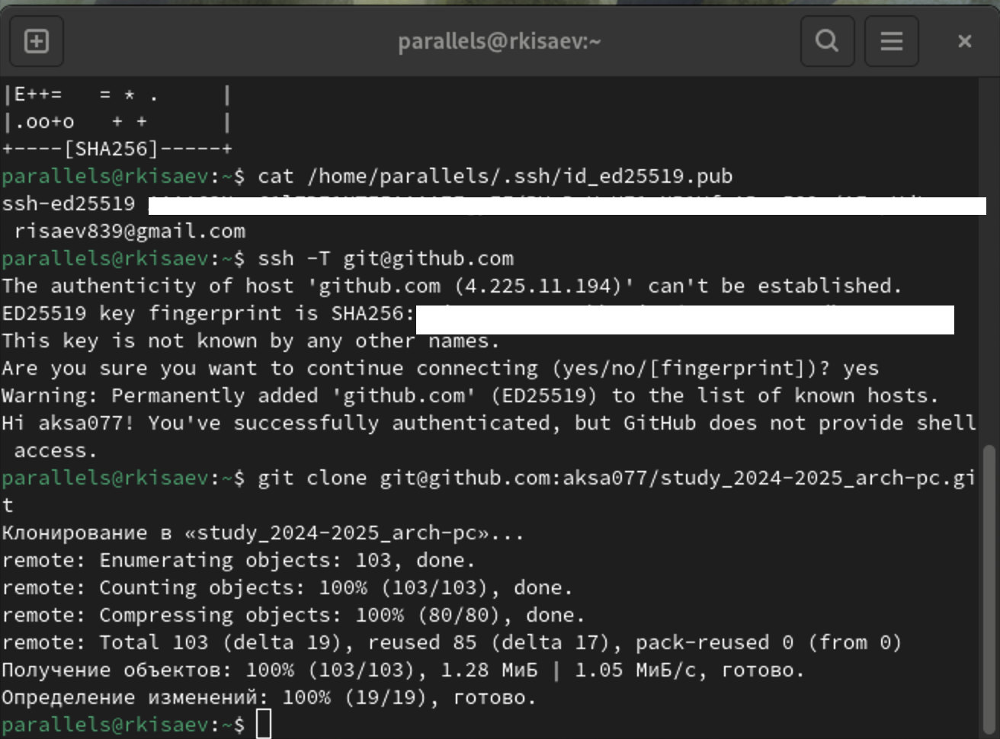 parallels@rkisaev:~
|E++=   = * .     |
|.oo+o   + +      |
+----[SHA256]-----+
parallels@rkisaev:~$ cat /home/parallels/.ssh/id_ed25519.pub
ssh-ed25519
 risaev839@gmail.com
parallels@rkisaev:~$ ssh -T git@github.com
The authenticity of host 'github.com (4.225.11.194)' can't be established.
ED25519 key fingerprint is SHA256:
This key is not known by any other names.
Are you sure you want to continue connecting (yes/no/[fingerprint])? yes
Warning: Permanently added 'github.com' (ED25519) to the list of known hosts.
Hi aksa077! You've successfully authenticated, but GitHub does not provide shell
 access.
parallels@rkisaev:~$ git clone git@github.com:aksa077/study_2024-2025_arch-pc.gi
t
Клонирование в «study_2024-2025_arch-pc»...
remote: Enumerating objects: 103, done.
remote: Counting objects: 100% (103/103), done.
remote: Compressing objects: 100% (80/80), done.
remote: Total 103 (delta 19), reused 85 (delta 17), pack-reused 0 (from 0)
Получение объектов: 100% (103/103), 1.28 МиБ | 1.05 МиБ/с, готово.
Определение изменений: 100% (19/19), готово.
parallels@rkisaev:~$